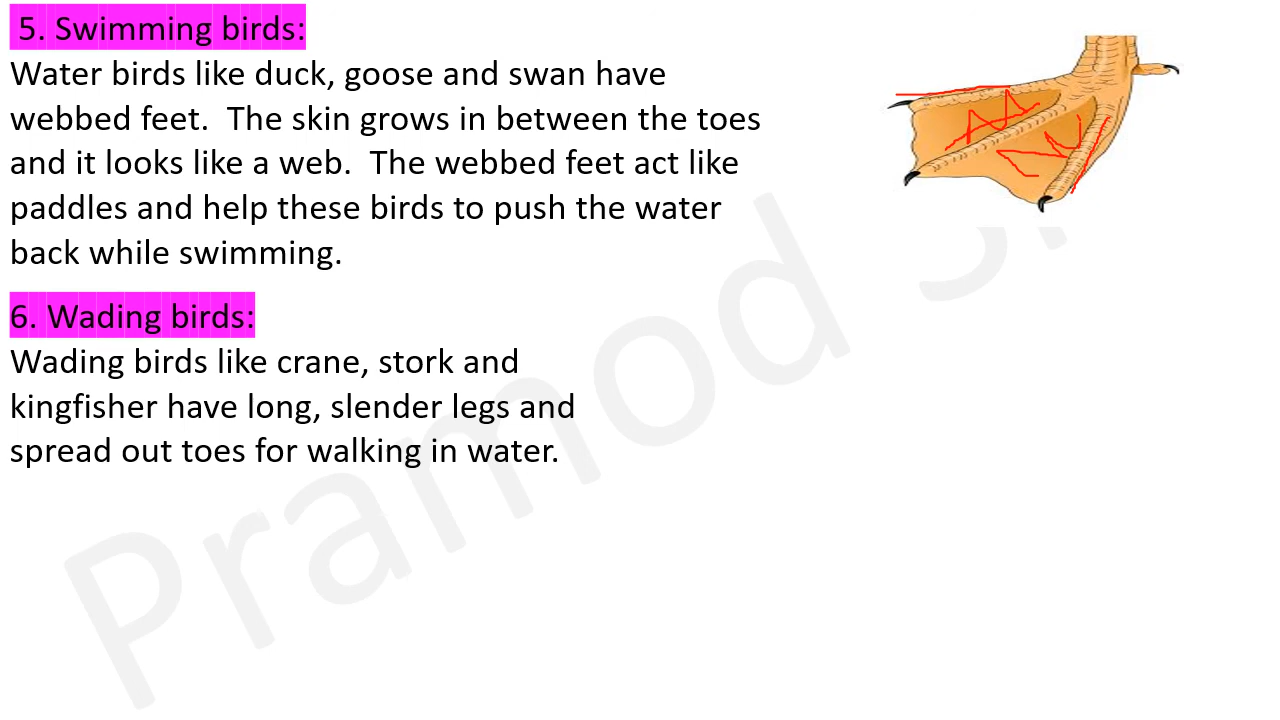 5. Swimming birds:
Water birds like duck, goose and swan have
webbed feet.  The skin grows in between the toes
and it looks like a web.  The webbed feet act like
paddles and help these birds to push the water
back while swimming.
6. Wading birds:
Wading birds like crane, stork and
kingfisher have long, slender legs and
spread out toes for walking in water.
Pramod